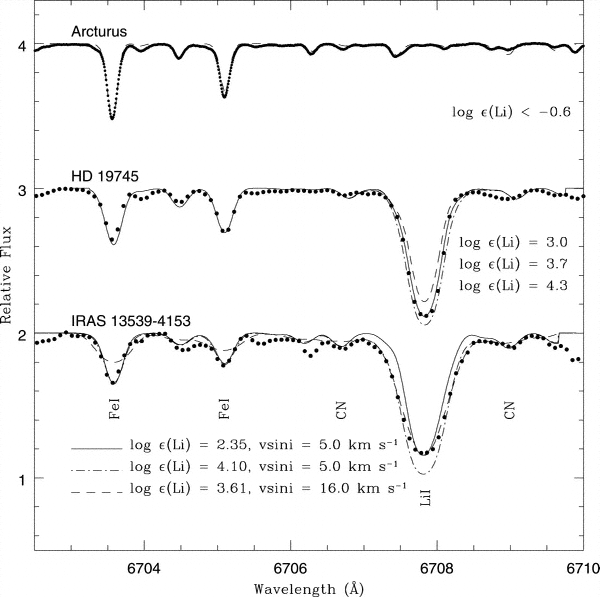 4
Arcturus
log ϵ(Li) < −0.6
HD 19745
3
log ϵ(Li) = 3.0
log ϵ(Li) = 3.7
log ϵ(Li) = 4.3
Relative Flux
IRAS 13539-4153
2
FeI
FeI
CN
CN
log ϵ(Li) = 2.35, vsini = 5.0 km s⁻¹
log ϵ(Li) = 4.10, vsini = 5.0 km s⁻¹
log ϵ(Li) = 3.61, vsini = 16.0 km s⁻¹
LiI
1
6704
6706
6708
6710
Wavelength (Å)